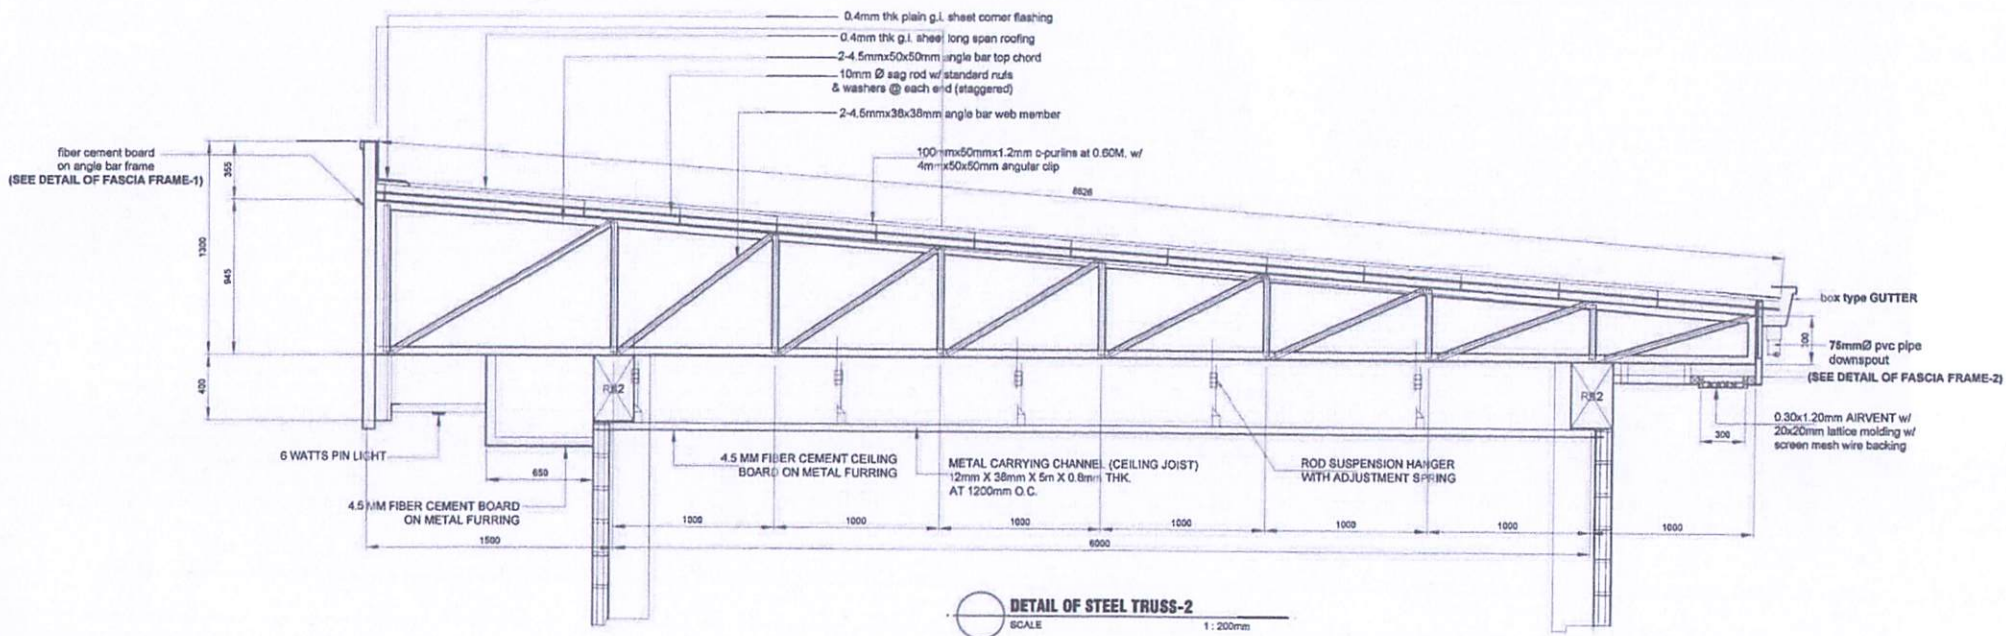 0.4mm thk plain g.i. sheet corner flashing
0.4mm thk g.i. sheet long span roofing
2-4.5mmx50x50mm angle bar top chord
10mm Ø sag rod w/ standard nuts
& washers @ each end (staggered)
2-4.5mmx38x38mm angle bar web member
100mmx50mmx1.2mm c-purlins at 0.60M. w/
4mmx50x50mm angular clip
fiber cement board
on angle bar frame
(SEE DETAIL OF FASCIA FRAME-1)
355
1300
945
8526
box type GUTTER
75mmØ pvc pipe
downspout
(SEE DETAIL OF FASCIA FRAME-2)
0.30x1.20mm AIRVENT w/
20x20mm lattice molding w/
screen mesh wire backing
300
6 WATTS PIN LIGHT
650
4.5 MM FIBER CEMENT BOARD
ON METAL FURRING
4.5 MM FIBER CEMENT CEILING
BOARD ON METAL FURRING
METAL CARRYING CHANNEL (CEILING JOIST)
12mm X 38mm X 5m X 0.8mm THK.
AT 1200mm O.C.
ROD SUSPENSION HANGER
WITH ADJUSTMENT SPRING
1000
1000
1000
1000
1000
1000
1000
1500
6000
DETAIL OF STEEL TRUSS-2
SCALE
1 : 200mm